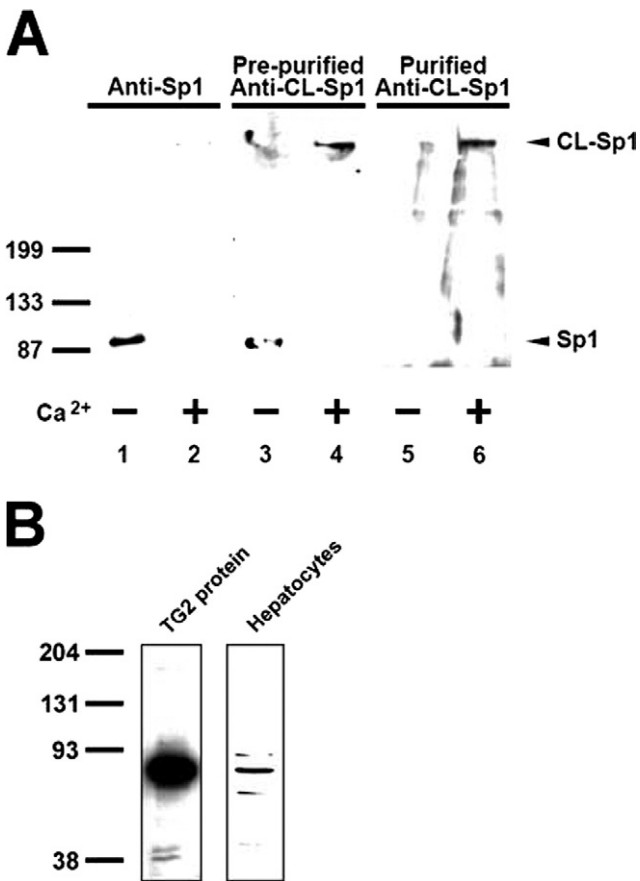 A
Anti-Sp1
Pre-purified
Anti-CL-Sp1
Purified
Anti-CL-Sp1
CL-Sp1
199
133
87
Sp1
Ca2+ − + − + − +
1 2 3 4 5 6
B
TG2 protein
Hepatocytes
204
131
93
38